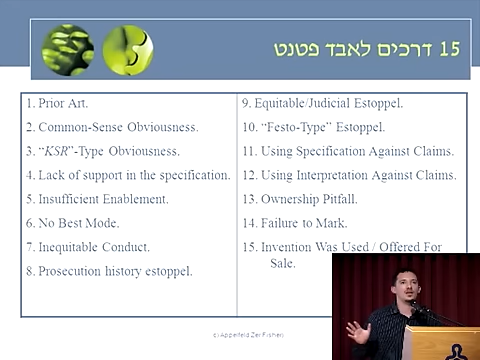 15 דרכים לאבד פטנט
1. Prior Art.
2. Common-Sense Obviousness.
3. “KSR”-Type Obviousness.
4. Lack of support in the specification.
5. Insufficient Enablement.
6. No Best Mode.
7. Inequitable Conduct.
8. Prosecution history estoppel.
9. Equitable/Judicial Estoppel.
10. “Festo-Type” Estoppel.
11. Using Specification Against Claims.
12. Using Interpretation Against Claims.
13. Ownership Pitfall.
14. Failure to Mark.
15. Invention Was Used / Offered For
Sale.